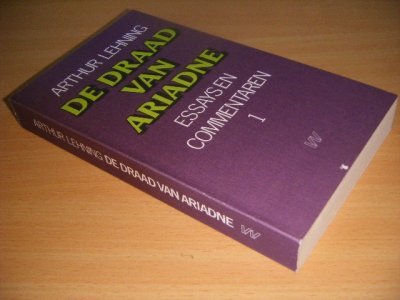 ARTHUR LEHNING
DE DRAAD
VAN
ARIADNE
ESSAYS EN
COMMENTAREN
1
ARTHUR LEHNING DE DRAAD VAN ARIADNE